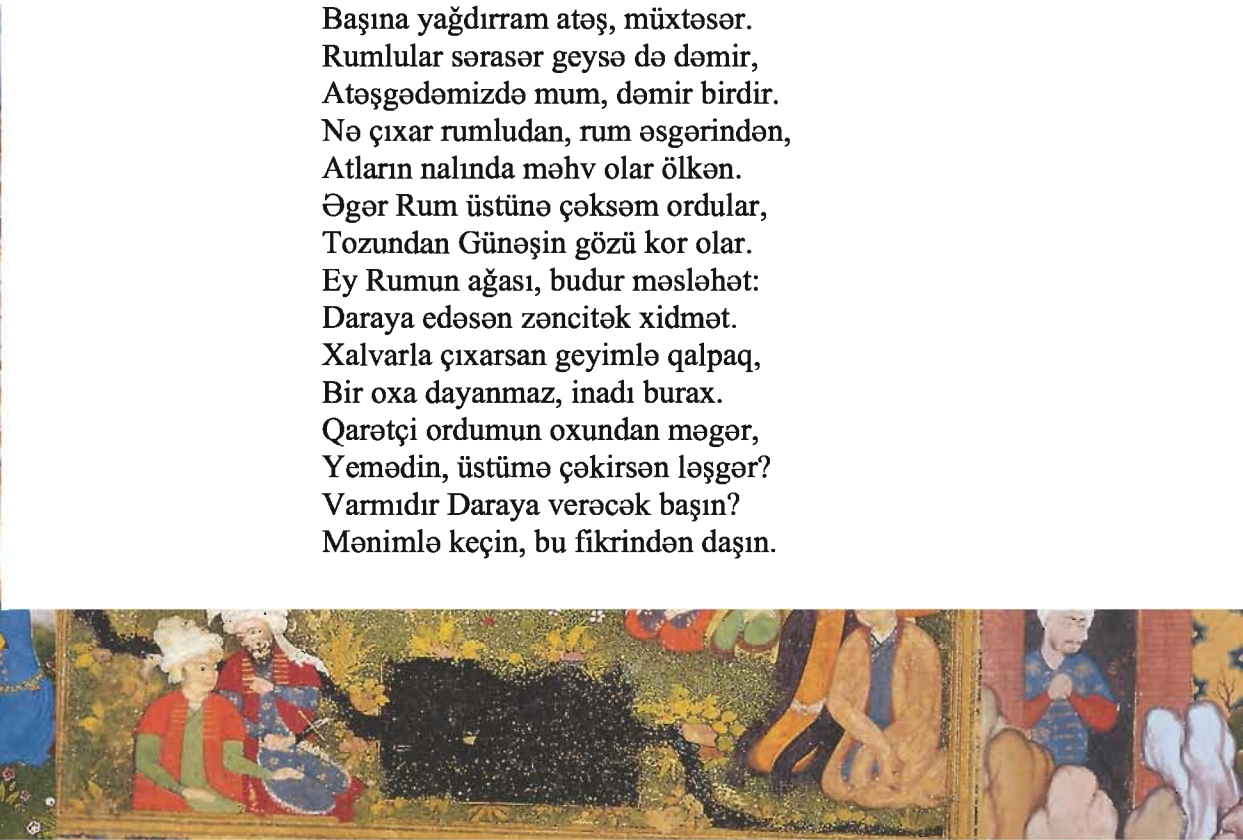 Başına yağdırram atəş, müxtəsər.
Rumlular sərasər geysə də dəmir,
Atəşgədəmizdə mum, dəmir birdir.
Nə çıxar rumludan, rum əsgərindən,
Atların nalında məhv olar ölkən.
Əgər Rum üstünə çəksəm ordular,
Tozundan Günəşin gözü kor olar.
Ey Rumun ağası, budur məsləhət:
Daraya edəsən zəncitək xidmət.
Xalvarla çıxarsan geyimlə qalpaq,
Bir oxa dayanmaz, inadı burax.
Qarətçi ordumun oxundan məgər,
Yemədin, üstümə çəkirsən ləşgər?
Varmıdır Daraya verəcək başın?
Mənimlə keçin, bu fikrindən daşın.